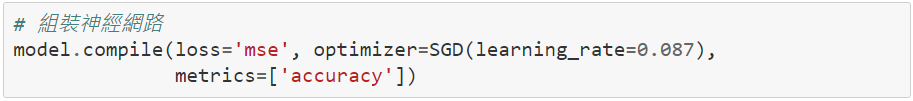 # 組裝神經網路
model.compile(loss='mse', optimizer=SGD(learning_rate=0.087),
              metrics=['accuracy'])